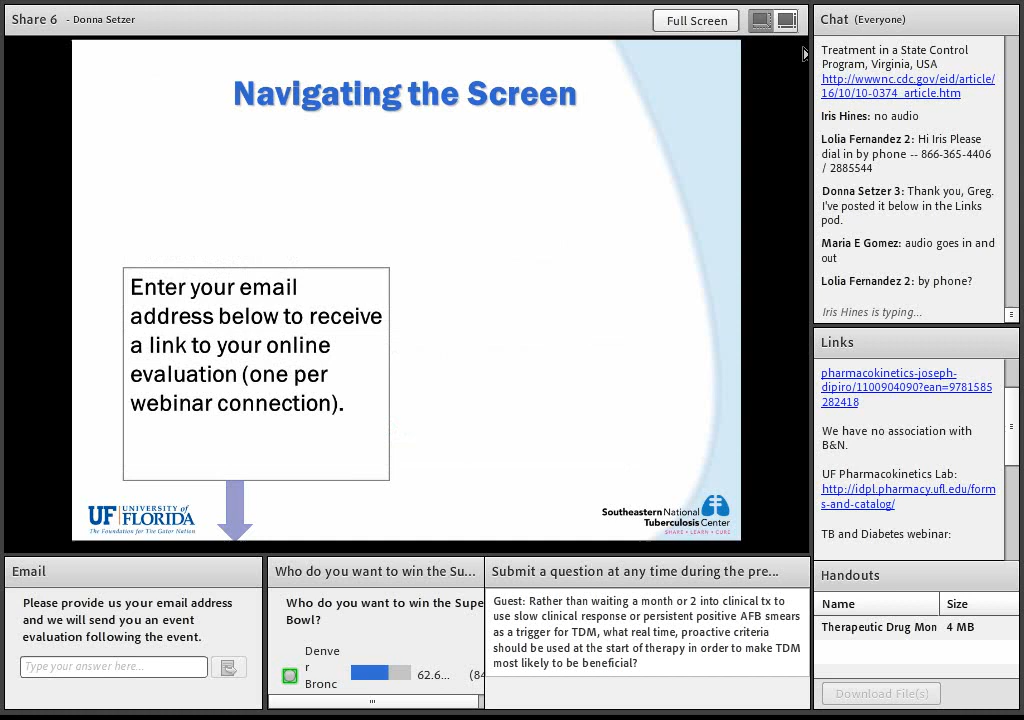 Share 6 - Donna Setzer
Full Screen
Navigating the Screen
Enter your email
address below to receive
a link to your online
evaluation (one per
webinar connection).
UF UNIVERSITY of
FLORIDA
The Foundation for The Gator Nation
Southeastern National
Tuberculosis Center
SHARE • LEARN • CURE
Email
Please provide us your email address
and we will send you an event
evaluation following the event.
Type your answer here...
Who do you want to win the Su...
Who do you want to win the Supe
Bowl?
Denve
r
Bronc
62.6...
(84
Submit a question at any time during the pre...
Guest: Rather than waiting a month or 2 into clinical tx to
use slow clinical response or persistent positive AFB smears
as a trigger for TDM, what real time, proactive criteria
should be used at the start of therapy in order to make TDM
most likely to be beneficial?
Chat (Everyone)
Treatment in a State Control
Program, Virginia, USA
http://wwwnc.cdc.gov/eid/article/
16/10/10-0374_article.htm
Iris Hines: no audio
Lolia Fernandez 2: Hi Iris Please
dial in by phone -- 866-365-4406
/ 2885544
Donna Setzer 3: Thank you, Greg.
I've posted it below in the Links
pod.
Maria E Gomez: audio goes in and
out
Lolia Fernandez 2: by phone?
Iris Hines is typing...
Links
pharmacokinetics-joseph-
dipiro/1100904090?ean=9781585
282418
We have no association with
B&N.
UF Pharmacokinetics Lab:
http://idpl.pharmacy.ufl.edu/form
s-and-catalog/
TB and Diabetes webinar:
Handouts
Name Size
Therapeutic Drug Mon 4 MB
Download File(s)